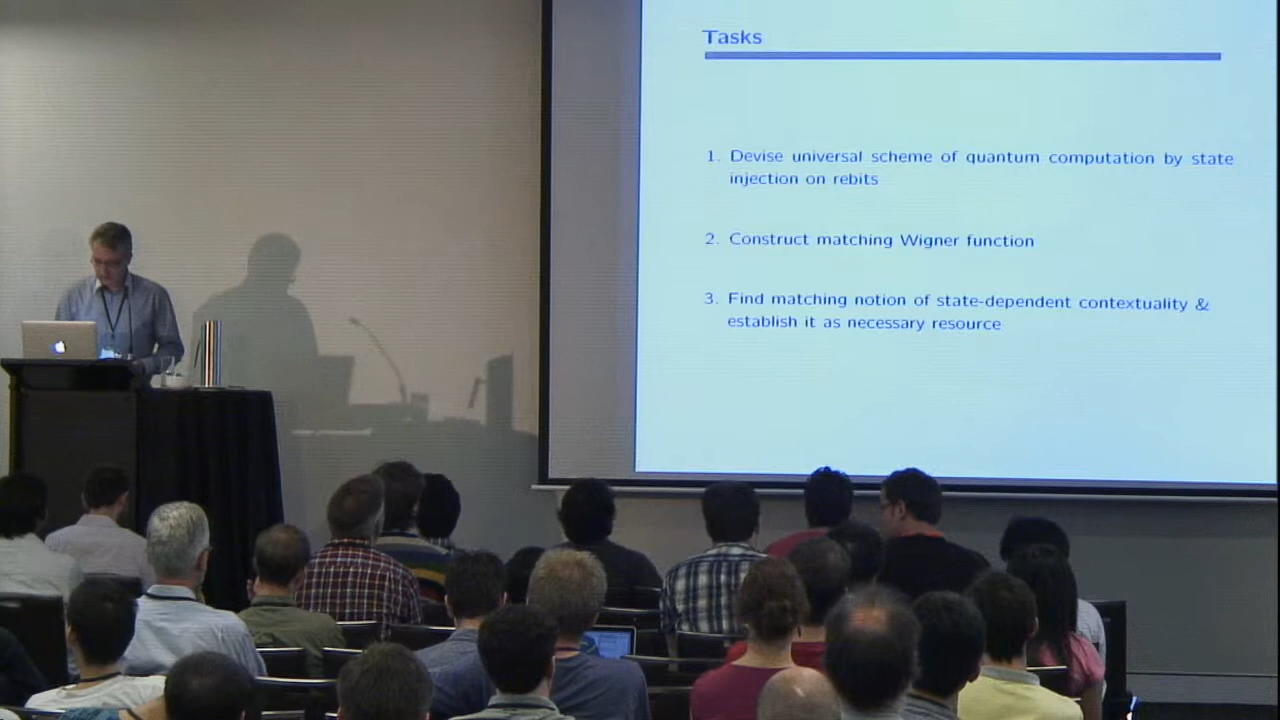 Tasks
1. Devise universal scheme of quantum computation by state
injection on rebits
2. Construct matching Wigner function
3. Find matching notion of state-dependent contextuality &
establish it as necessary resource